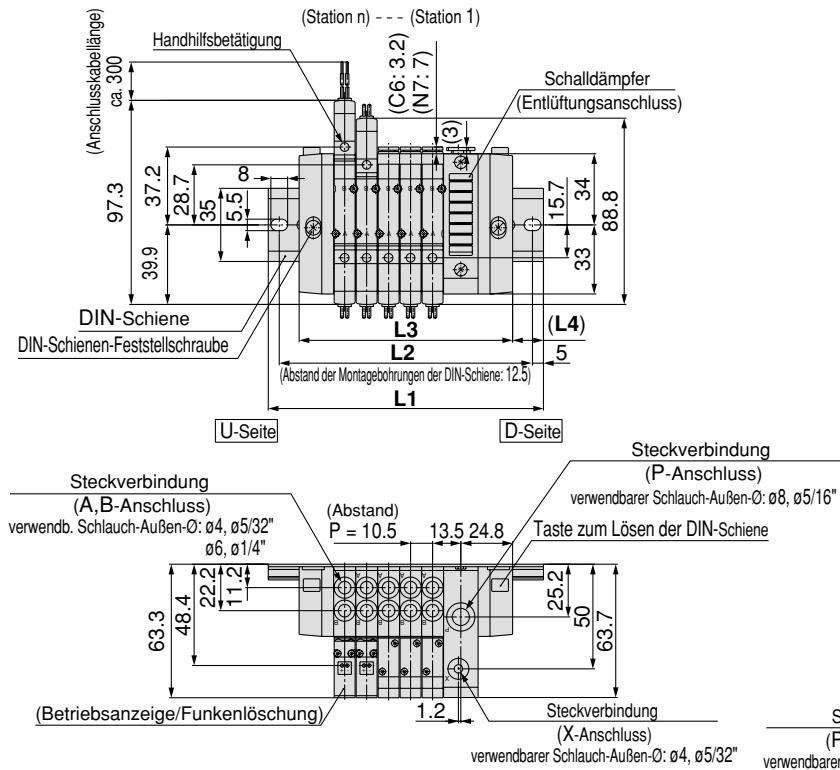 (Station n) --- (Station 1)
Handhilfsbetätigung
(Anschlusskabellänge)
ca. 300
(C6: 3.2)
(N7: 7)
Schalldämpfer
(Entlüftungsanschluss)
(3)
97.3
37.2
28.7
8
35
5.5
39.9
15.7
34
33
88.8
DIN-Schiene
DIN-Schienen-Feststellschraube
L3
(L4)
L2
5
(Abstand der Montagebohrungen der DIN-Schiene: 12.5)
L1
U-Seite
D-Seite
Steckverbindung
(P-Anschluss)
verwendbarer Schlauch-Außen-Ø: ø8, ø5/16"
Steckverbindung
(A,B-Anschluss)
verwendb. Schlauch-Außen-Ø: ø4, ø5/32"
ø6, ø1/4"
(Abstand)
P = 10.5
13.5
24.8
Taste zum Lösen der DIN-Schiene
63.3
48.4
22.2
11.2
25.2
50
63.7
(Betriebsanzeige/Funkenlöschung)
1.2
Steckverbindung
(X-Anschluss)
verwendbarer Schlauch-Außen-Ø: ø4, ø5/32"
S
(P
verwendbarer